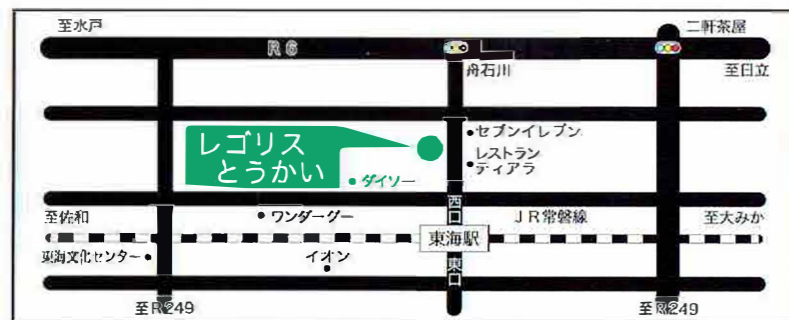 至水戸
二軒茶屋
R6
舟石川
至日立
レゴリス
とうかい
セブンイレブン
レストラン
ティアラ
ダイソー
西口
至佐和
ワンダーグー
JR常磐線
至大みか
東海駅
東海文化センター
イオン
東口
至R249
至R249